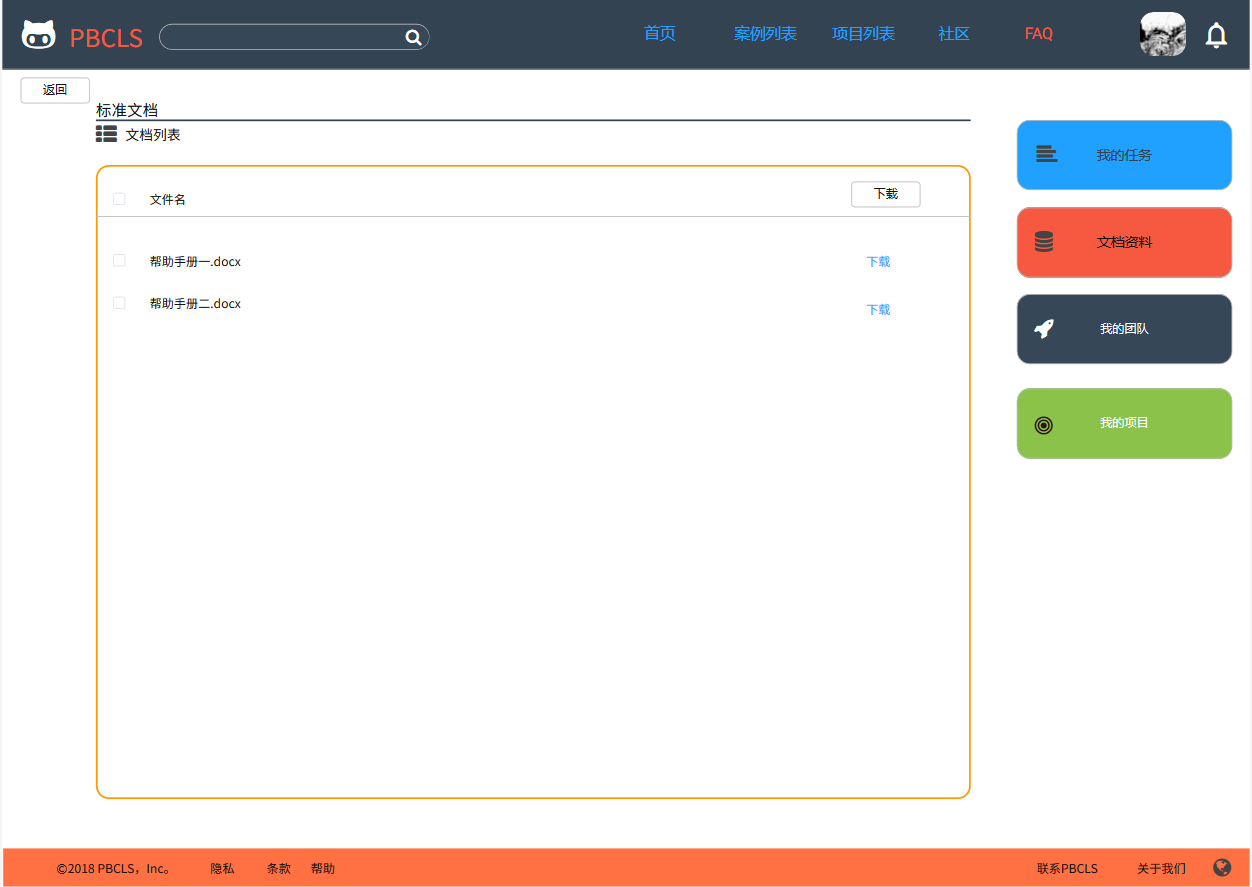 PBCLS 首页 案例列表 项目列表 社区 FAQ
返回
标准文档
文档列表
文件名 下载
帮助手册一.docx 下载
帮助手册二.docx 下载
我的任务
文档资料
我的团队
我的项目
©2018 PBCLS，Inc。 隐私 条款 帮助 联系PBCLS 关于我们